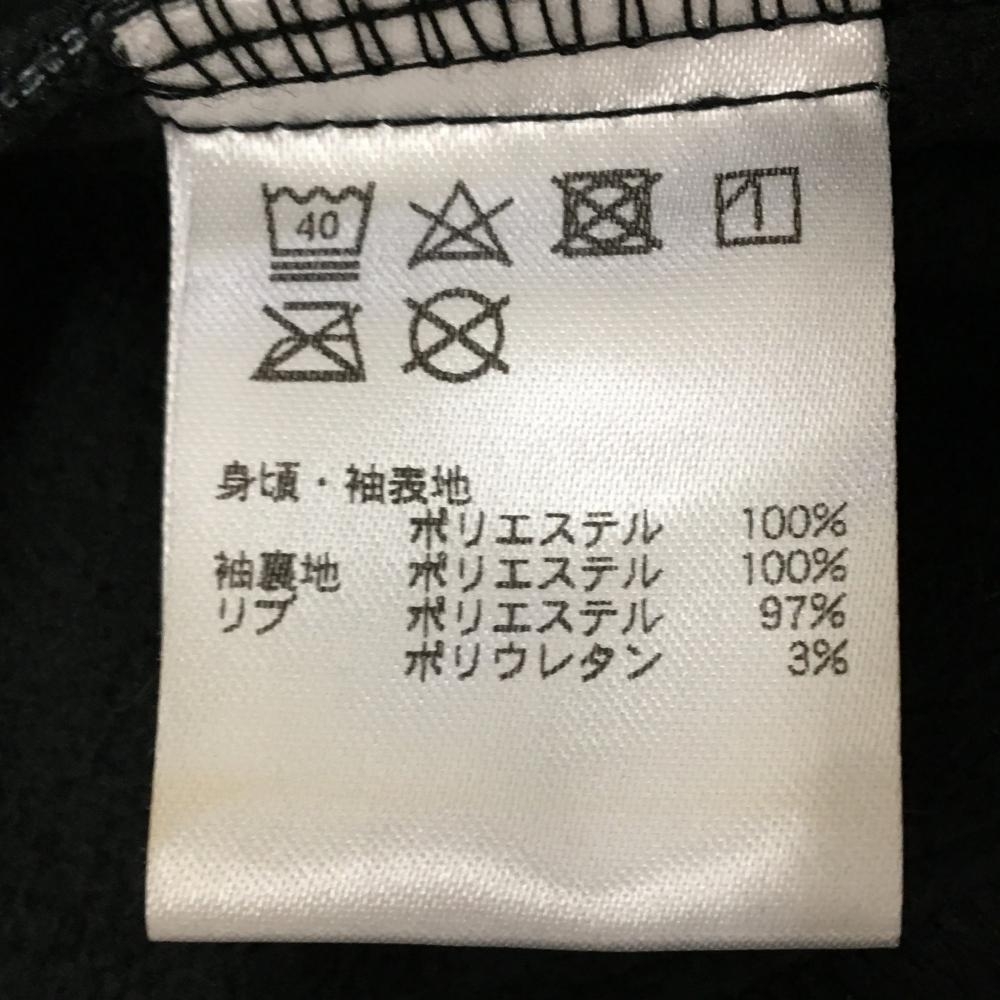 40
身頃・袖表地
ポリエステル 100%
袖裏地 ポリエステル 100%
リブ ポリエステル 97%
ポリウレタン 3%